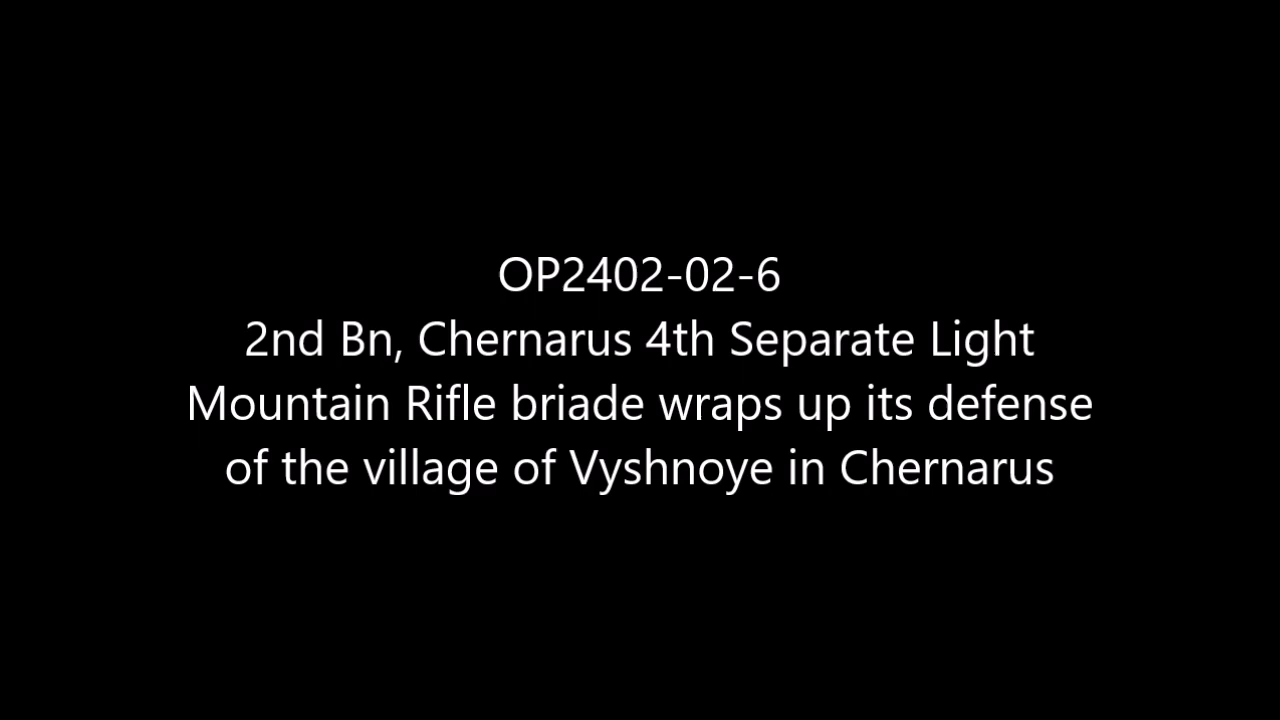 OP2402-02-6
2nd Bn, Chernarus 4th Separate Light
Mountain Rifle briade wraps up its defense
of the village of Vyshnoye in Chernarus